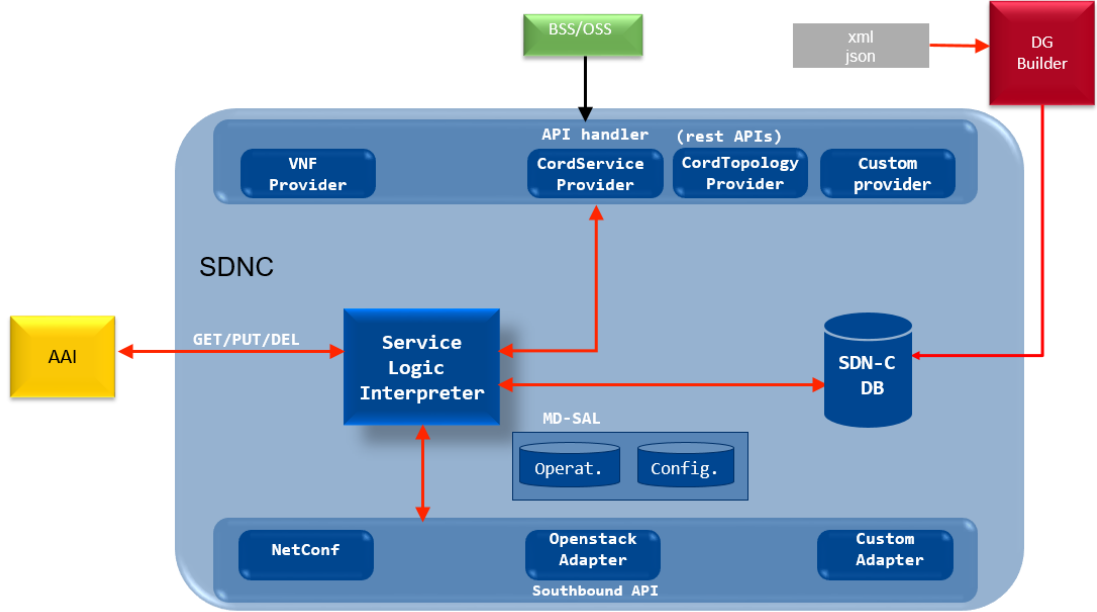 BSS/OSS
xml
json
DG
Builder
API handler (rest APIs)
VNF
Provider
CordService
Provider
CordTopology
Provider
Custom
provider
SDNC
AAI
GET/PUT/DEL
Service
Logic
Interpreter
SDN-C
DB
MD-SAL
Operat.
Config.
NetConf
Openstack
Adapter
Custom
Adapter
Southbound API